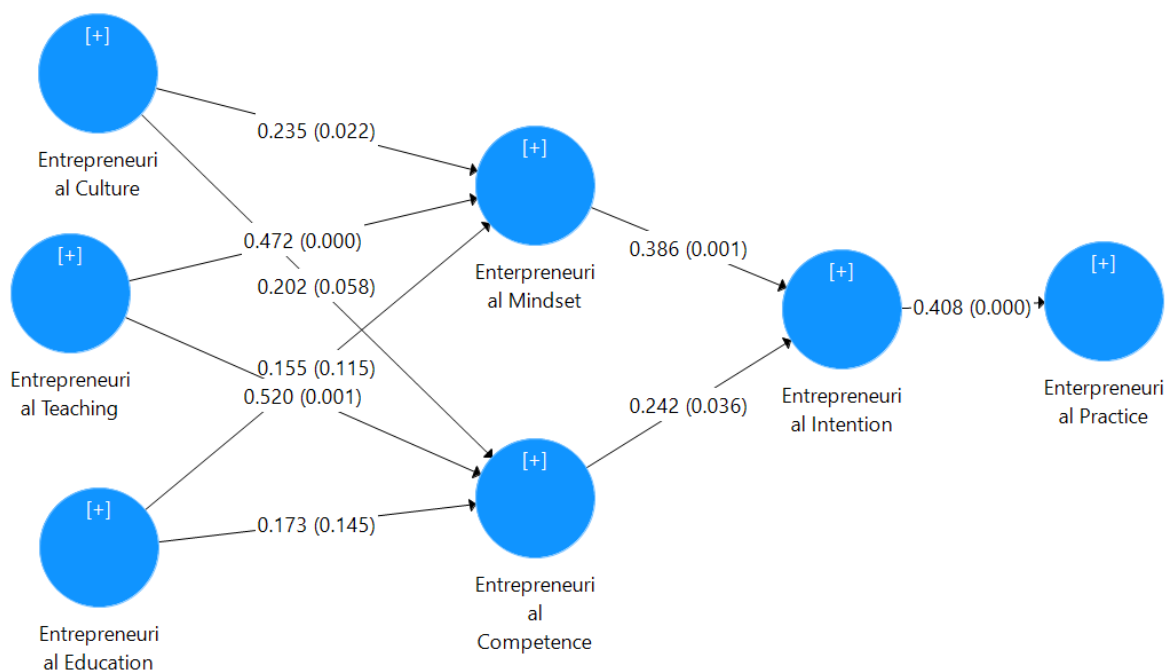 [+]
Entrepreneuri
al Culture
[+]
Entrepreneuri
al Teaching
[+]
Entrepreneuri
al Education
0.235 (0.022)
0.472 (0.000)
0.202 (0.058)
0.155 (0.115)
0.520 (0.001)
0.173 (0.145)
[+]
Enterpreneuri
al Mindset
[+]
Entrepreneuri
al
Competence
0.386 (0.001)
0.242 (0.036)
[+]
Entrepreneuri
al Intention
0.408 (0.000)
[+]
Enterpreneuri
al Practice